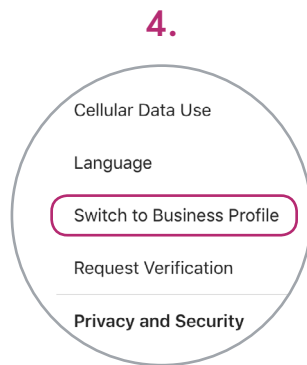 4.
Cellular Data Use
Language
Switch to Business Profile
Request Verification
Privacy and Security